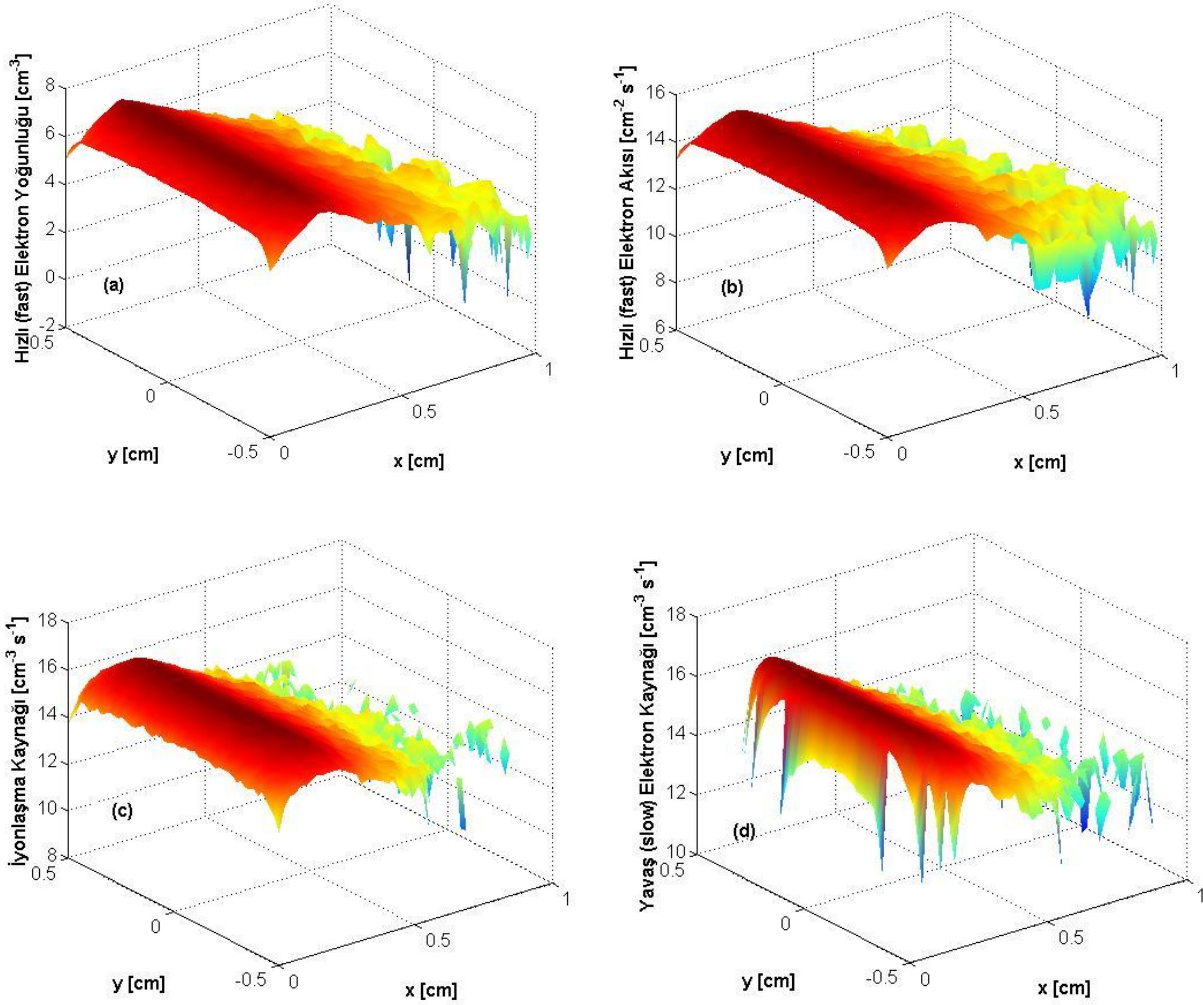 Hızlı (fast) Elektron Yoğunluğu [cm-3]
8
6
4
2
0
-2
0.5
0
-0.5
0
0.5
1
(a)
y [cm]
x [cm]
Hızlı (fast) Elektron Akısı [cm-2 s-1]
16
14
12
10
8
6
0.5
0
-0.5
0
0.5
1
(b)
y [cm]
x [cm]
İyonlaşma Kaynağı [cm-3 s-1]
18
16
14
12
10
8
0.5
0
-0.5
0
0.5
1
(c)
y [cm]
x [cm]
Yavaş (slow) Elektron Kaynağı [cm-3 s-1]
18
16
14
12
10
0.5
0
-0.5
0
0.5
1
(d)
y [cm]
x [cm]